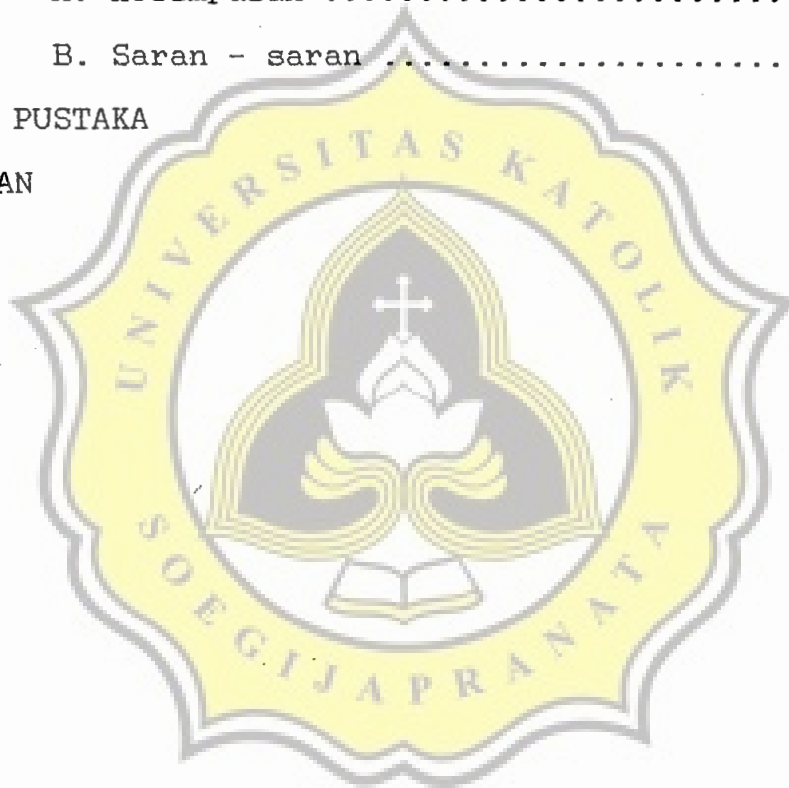 B. Saran - saran ........................
PUSTAKA
AN
UNIVERSITAS KATOLIK
SOEGIJAPRANATA